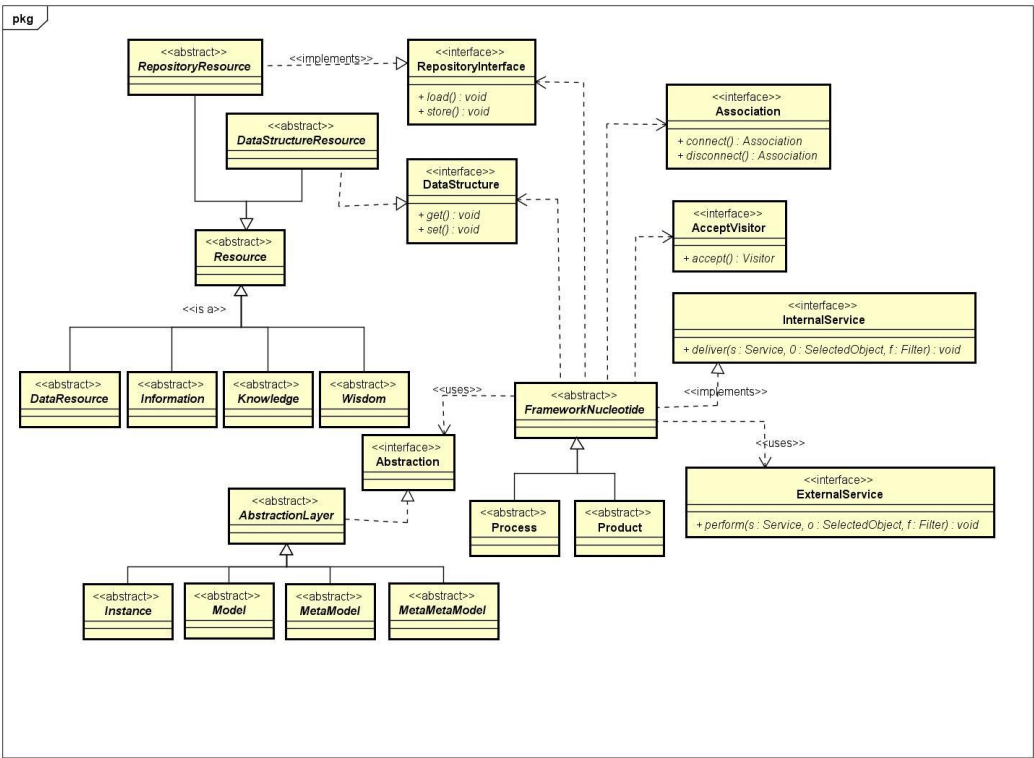 pkg
<<abstract>>
RepositoryResource
<<implements>>
<<interface>>
RepositoryInterface
+ load() : void
+ store() : void
<<interface>>
Association
+ connect() : Association
+ disconnect() : Association
<<abstract>>
DataStructureResource
<<interface>>
DataStructure
+ get() : void
+ set() : void
<<interface>>
AcceptVisitor
+ accept() : Visitor
<<abstract>>
Resource
<<is a>>
<<interface>>
InternalService
+ deliver(s : Service, O : SelectedObject, f : Filter) : void
<<abstract>>
DataResource
<<abstract>>
Information
<<abstract>>
Knowledge
<<abstract>>
Wisdom
<<uses>>
<<abstract>>
FrameworkNucleotide
<<implements>>
<<interface>>
Abstraction
<<uses>>
<<interface>>
ExternalService
+ perform(s : Service, o : SelectedObject, f : Filter) : void
<<abstract>>
AbstractionLayer
<<abstract>>
Process
<<abstract>>
Product
<<abstract>>
Instance
<<abstract>>
Model
<<abstract>>
MetaModel
<<abstract>>
MetaMetaModel